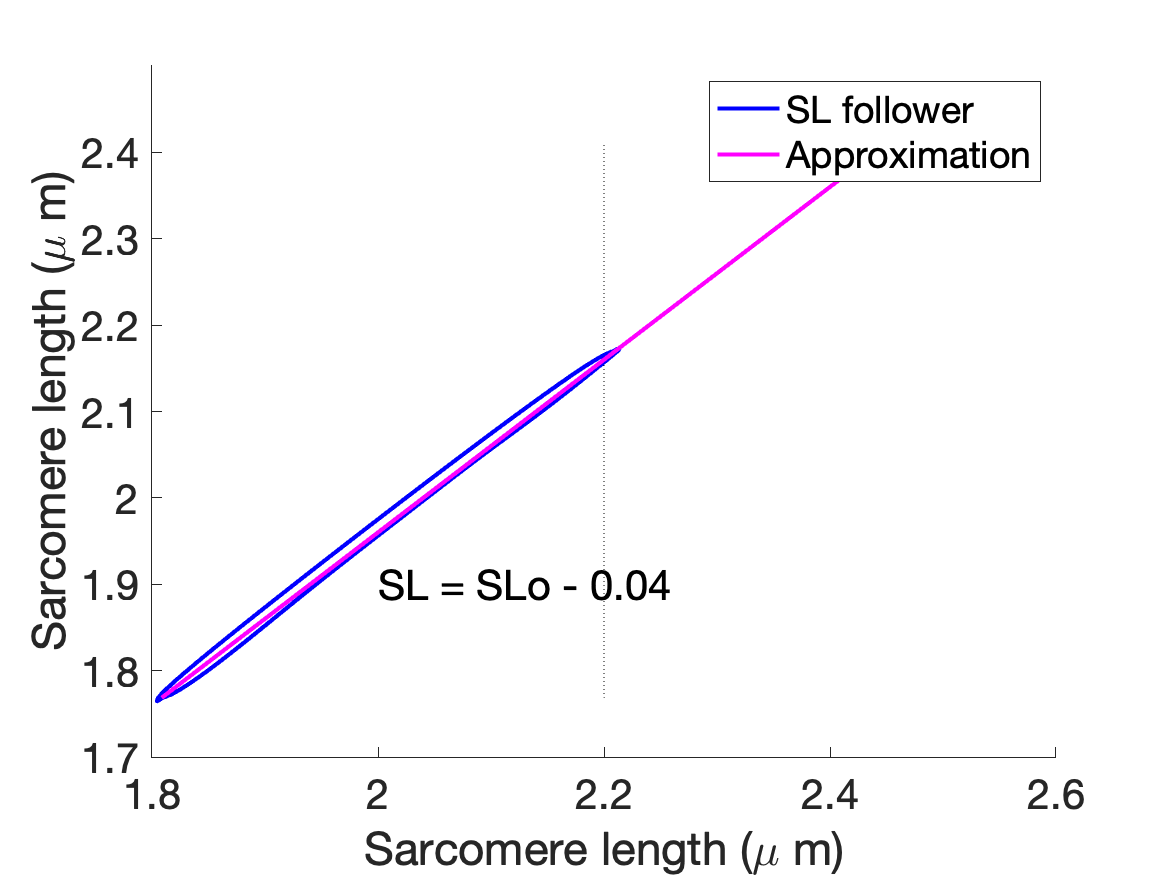 SL follower
Approximation
2.4
2.3
2.2
2.1
2
1.9
1.8
1.7
Sarcomere length (μ m)
SL = SLo - 0.04
1.8 2 2.2 2.4 2.6
Sarcomere length (μ m)